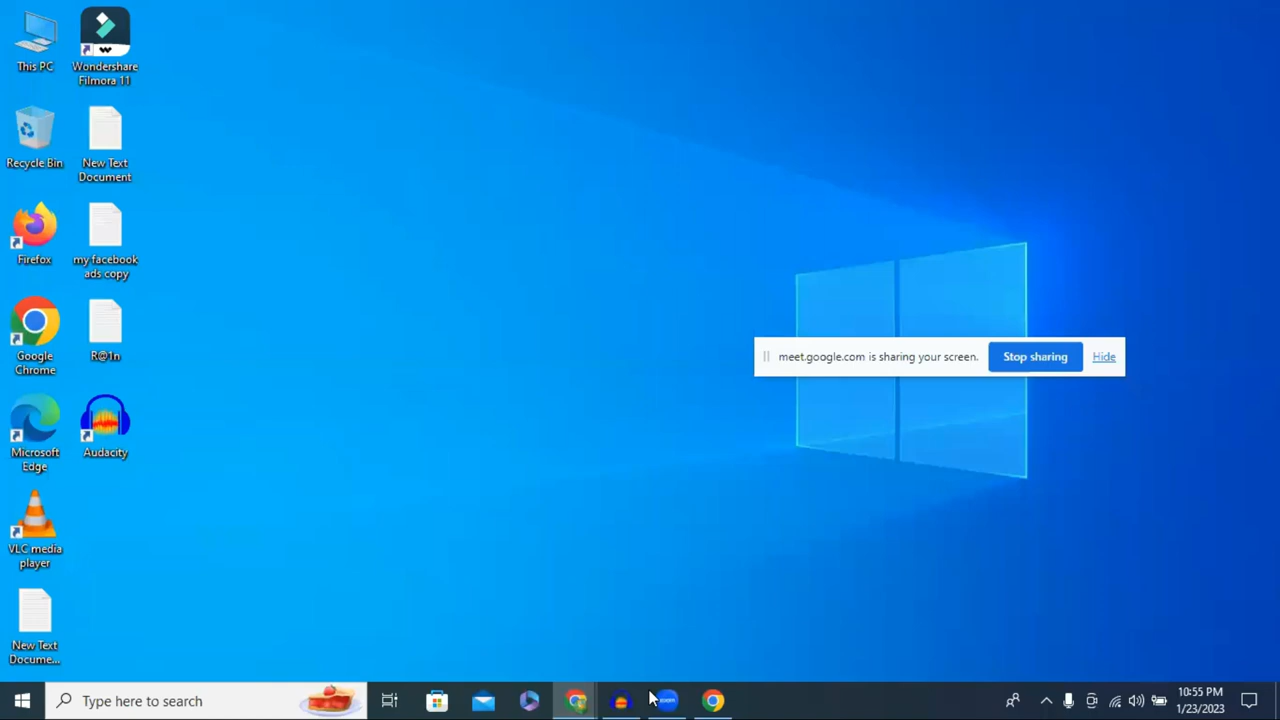 This PC
Wondershare
Filmora 11
Recycle Bin
New Text
Document
Firefox
my facebook
ads copy
Google
Chrome
R@1n
Microsoft
Edge
Audacity
VLC media
player
New Text
Docume...
meet.google.com is sharing your screen.
Stop sharing
Hide
Type here to search
zoom
10:55 PM
1/23/2023